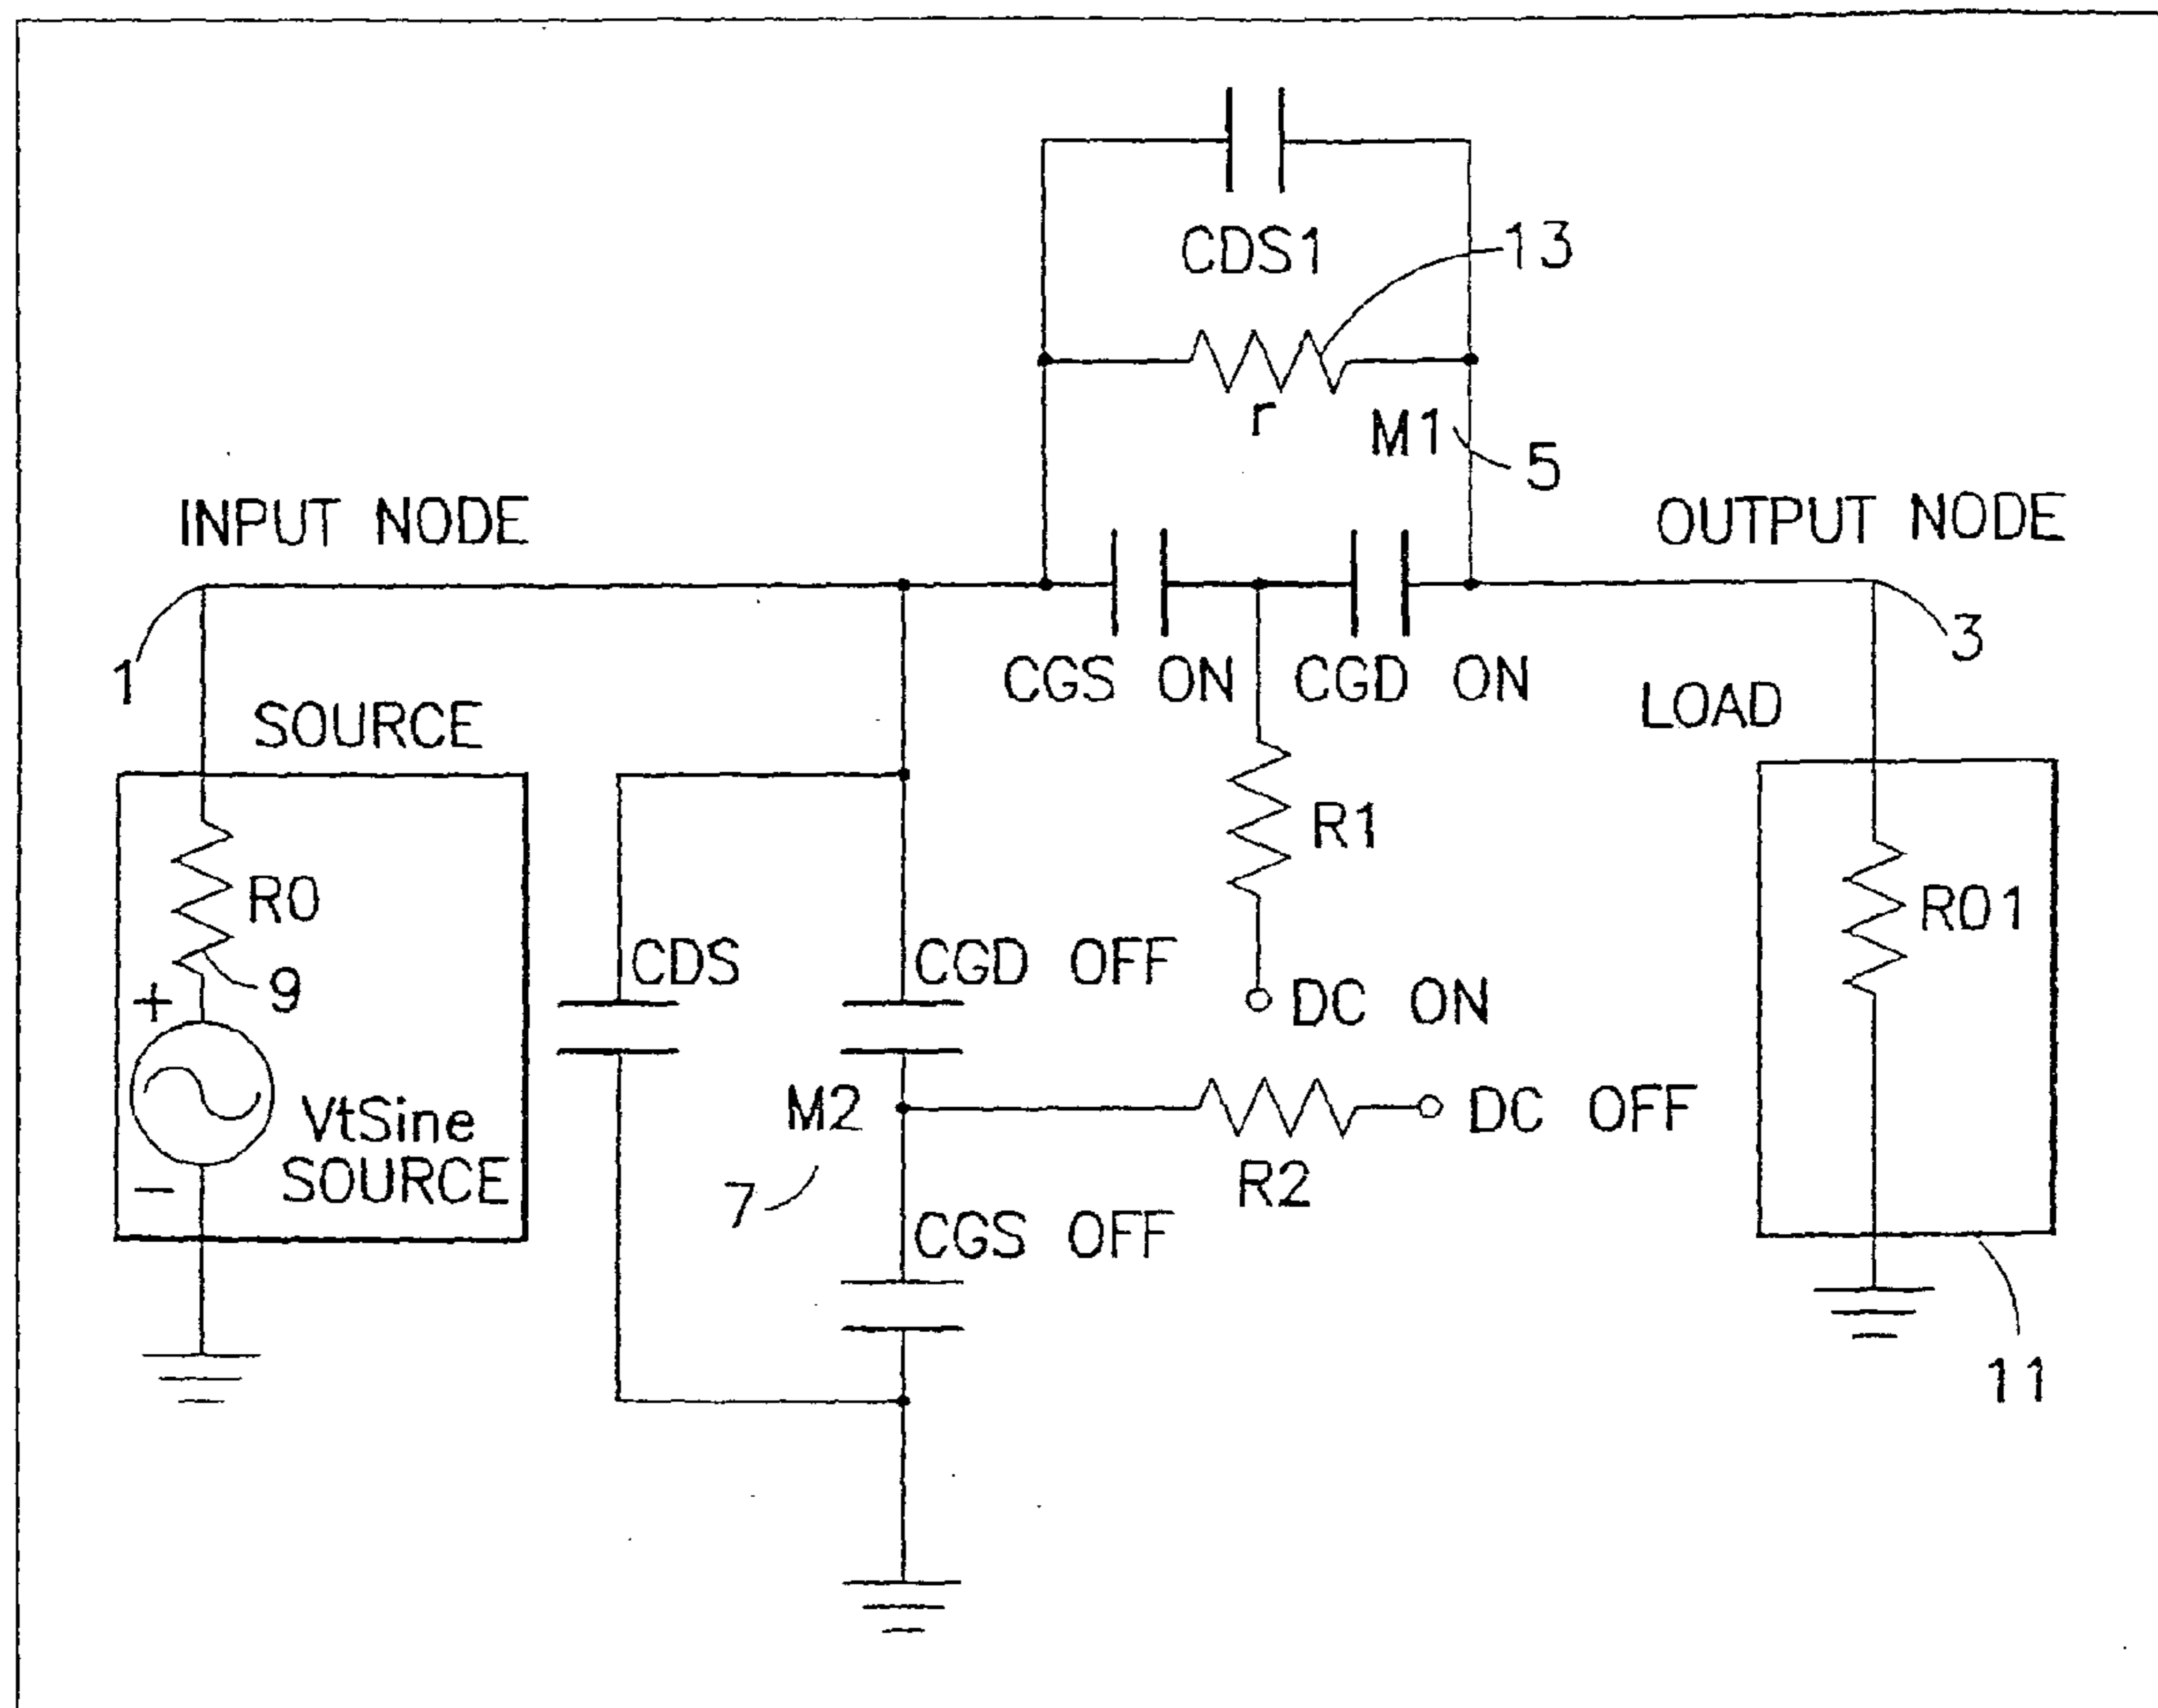 CDS1
13
r
M1
5
INPUT NODE
OUTPUT NODE
1
3
CGS ON
CGD ON
SOURCE
LOAD
R1
R0
R01
9
CDS
CGD OFF
+
DC ON
VtSine
SOURCE
M2
DC OFF
R2
−
7
CGS OFF
11